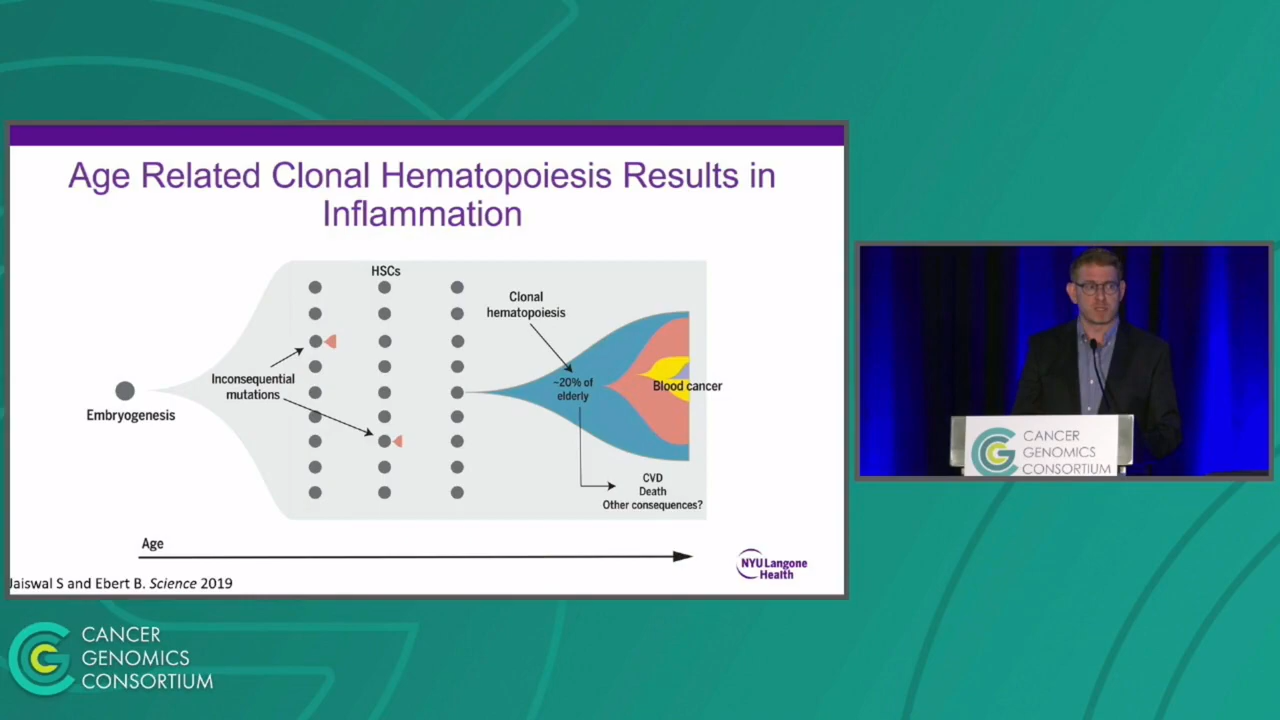 Age Related Clonal Hematopoiesis Results in
Inflammation
HSCs
Clonal
hematopoiesis
Inconsequential
mutations
~20% of
elderly
Blood cancer
Embryogenesis
CVD
Death
Other consequences?
Age
NYU Langone
Health
Jaiswal S and Ebert B. Science 2019
CANCER
GENOMICS
CONSORTIUM
CANCER
GENOMICS
CONSORTIUM